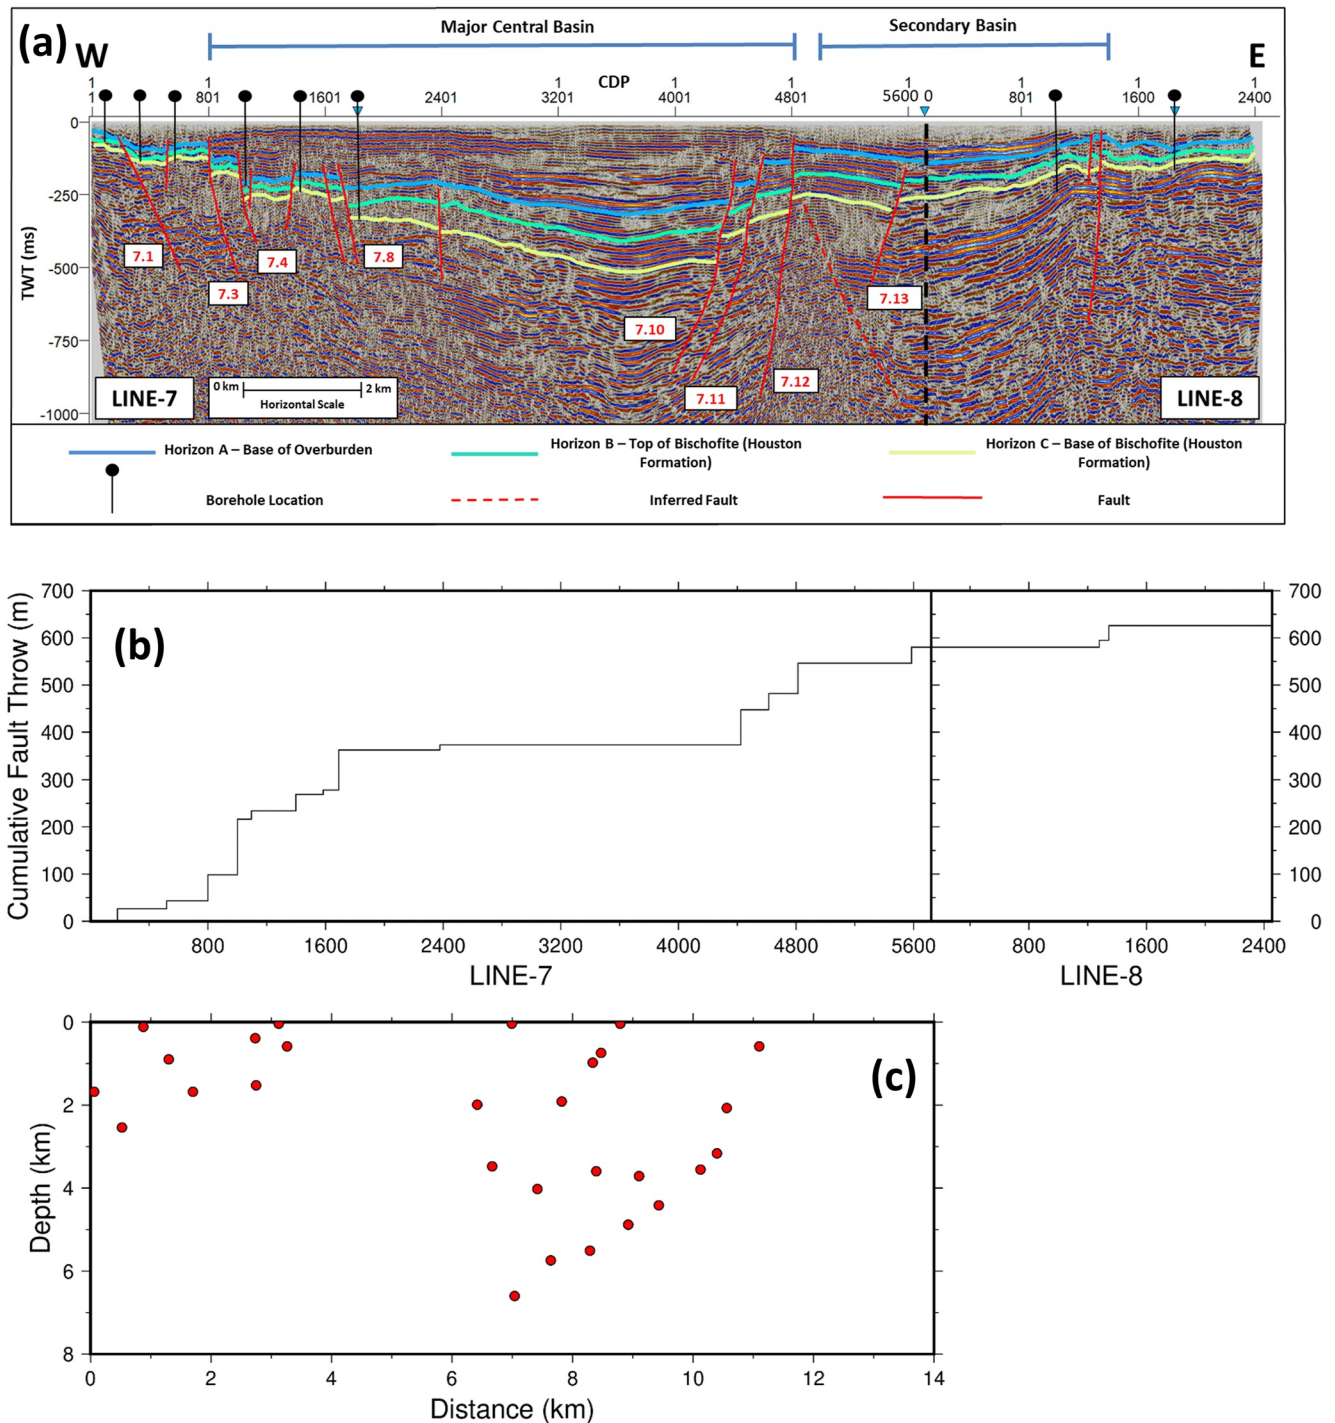 (a) W
Major Central Basin
Secondary Basin
E
1 1 1 1 CDP 1 1 1 1 1 1
1 801 1601 2401 3201 4001 4801 5600 0 801 1600 2400
0
-250
-500
-750
-1000
TWT (ms)
7.1
7.3
7.4
7.8
7.10
7.11
7.12
7.13
LINE-7
0 km 2 km
Horizontal Scale
LINE-8
Horizon A – Base of Overburden
Horizon B – Top of Bischofite (Houston
Formation)
Horizon C – Base of Bischofite (Houston
Formation)
Borehole Location
Inferred Fault
Fault
(b)
Cumulative Fault Throw (m)
700
600
500
400
300
200
100
0
700
600
500
400
300
200
100
0
800 1600 2400 3200 4000 4800 5600 800 1600 2400
LINE-7
LINE-8
(c)
Depth (km)
0
2
4
6
8
0 2 4 6 8 10 12 14
Distance (km)